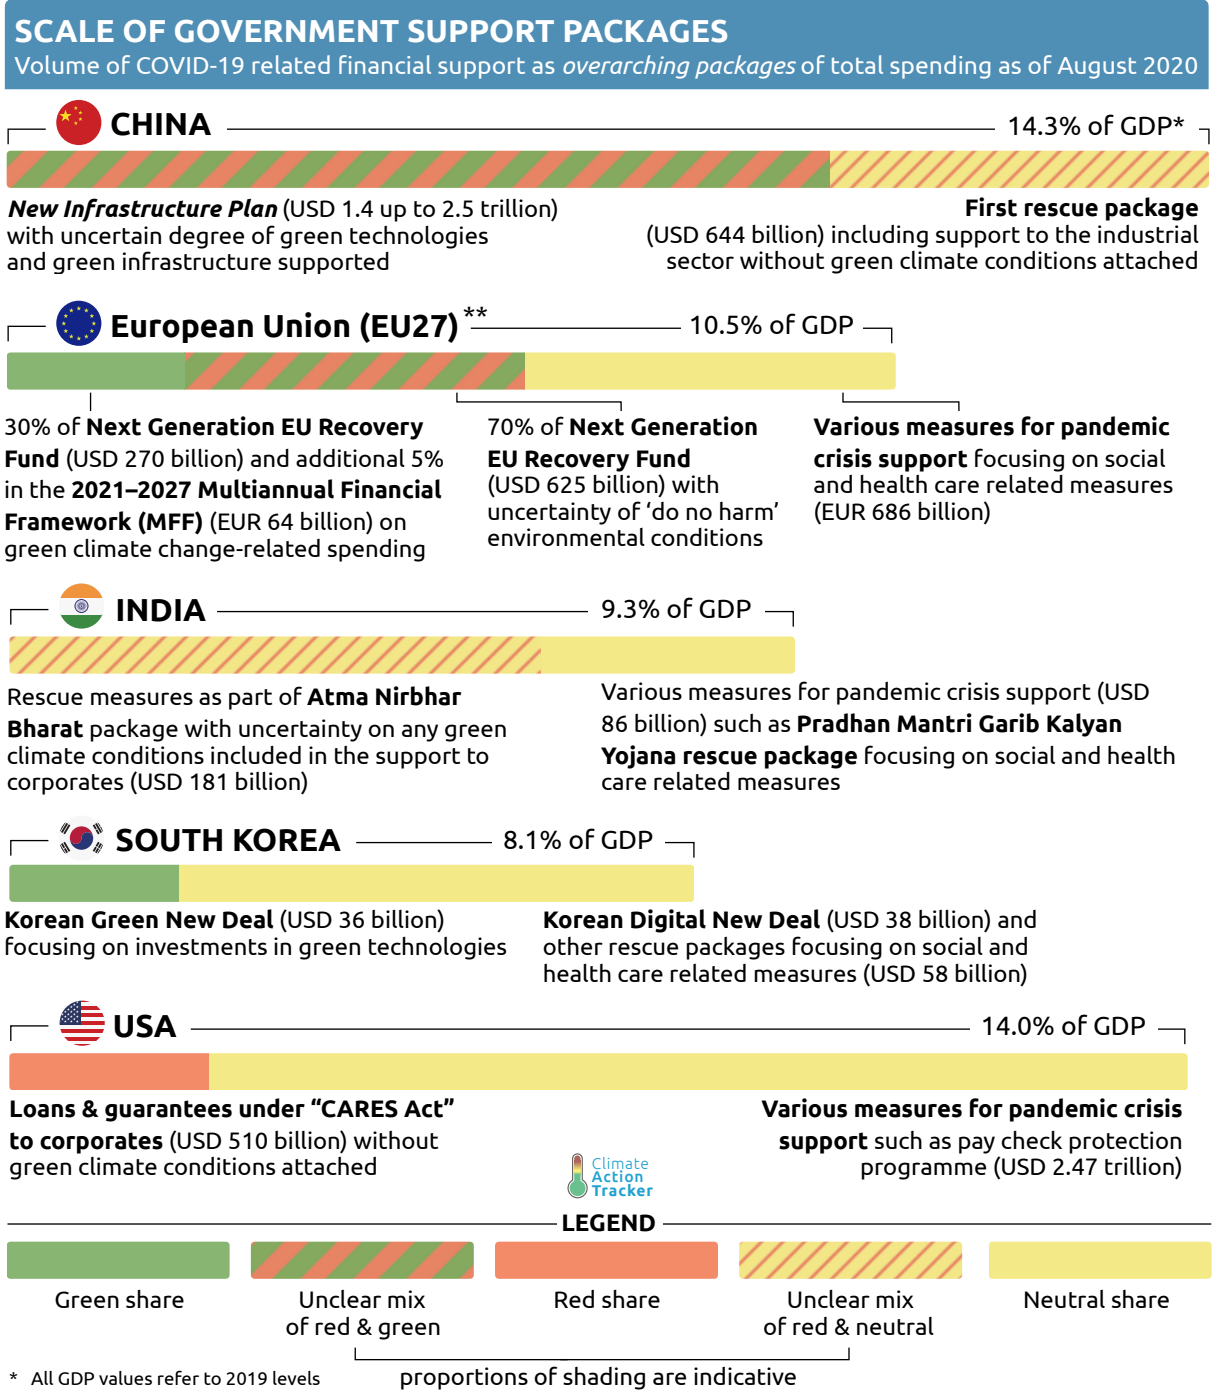 SCALE OF GOVERNMENT SUPPORT PACKAGES
Volume of COVID-19 related financial support as overarching packages of total spending as of August 2020
CHINA
14.3% of GDP*
New Infrastructure Plan (USD 1.4 up to 2.5 trillion)
with uncertain degree of green technologies
and green infrastructure supported
First rescue package
(USD 644 billion) including support to the industrial
sector without green climate conditions attached
European Union (EU27)**
10.5% of GDP
30% of Next Generation EU Recovery
Fund (USD 270 billion) and additional 5%
in the 2021–2027 Multiannual Financial
Framework (MFF) (EUR 64 billion) on
green climate change-related spending
70% of Next Generation
EU Recovery Fund
(USD 625 billion) with
uncertainty of ‘do no harm’
environmental conditions
Various measures for pandemic
crisis support focusing on social
and health care related measures
(EUR 686 billion)
INDIA
9.3% of GDP
Rescue measures as part of Atma Nirbhar
Bharat package with uncertainty on any green
climate conditions included in the support to
corporates (USD 181 billion)
Various measures for pandemic crisis support (USD
86 billion) such as Pradhan Mantri Garib Kalyan
Yojana rescue package focusing on social and health
care related measures
SOUTH KOREA
8.1% of GDP
Korean Green New Deal (USD 36 billion)
focusing on investments in green technologies
Korean Digital New Deal (USD 38 billion) and
other rescue packages focusing on social and
health care related measures (USD 58 billion)
USA
14.0% of GDP
Loans & guarantees under “CARES Act”
to corporates (USD 510 billion) without
green climate conditions attached
Various measures for pandemic crisis
support such as pay check protection
programme (USD 2.47 trillion)
Climate
Action
Tracker
LEGEND
Green share
Unclear mix
of red & green
Red share
Unclear mix
of red & neutral
Neutral share
proportions of shading are indicative
* All GDP values refer to 2019 levels